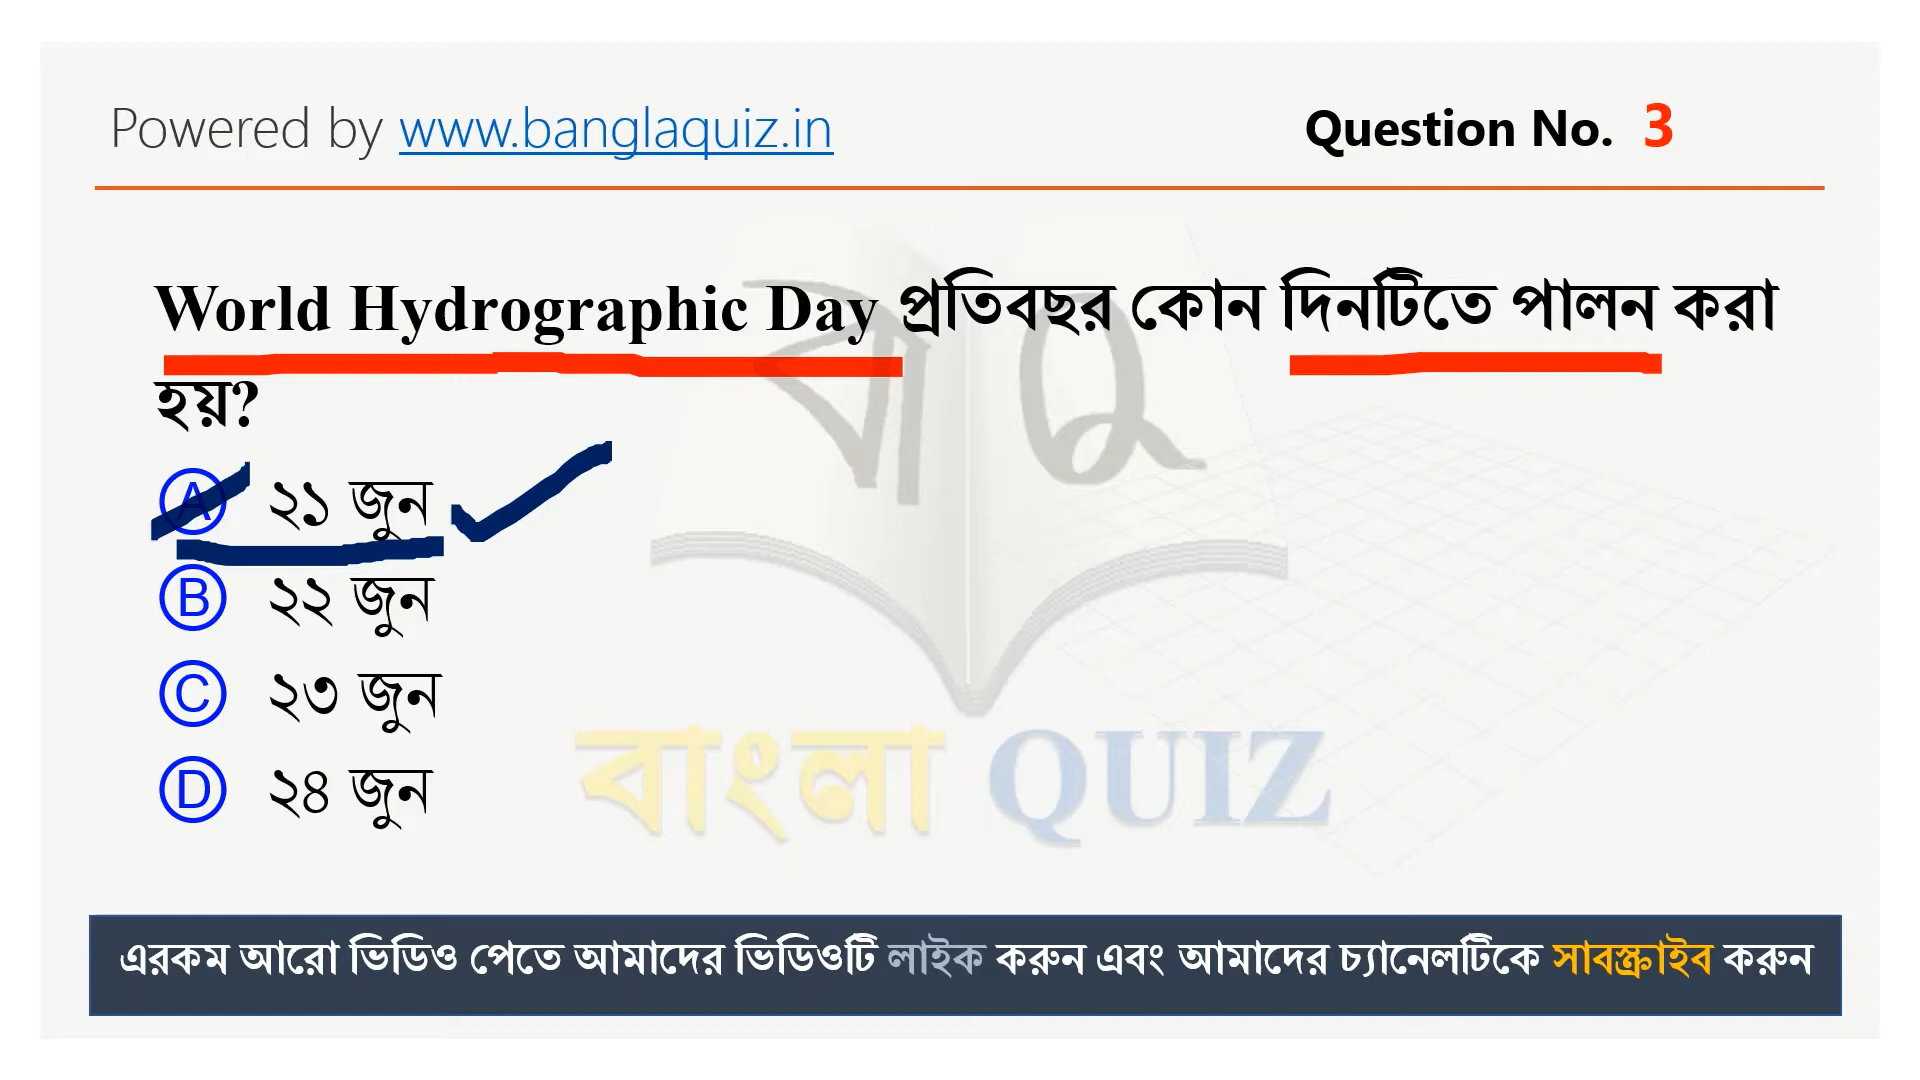 Powered by www.banglaquiz.in
Question No. 3
World Hydrographic Day প্রতিবছর কোন দিনটিতে পালন করা
হয়?
A ২১ জুন
B ২২ জুন
C ২৩ জুন
D ২৪ জুন
বা Q
বাংলা QUIZ
এরকম আরো ভিডিও পেতে আমাদের ভিডিওটি লাইক করুন এবং আমাদের চ্যানেলটিকে সাবস্ক্রাইব করুন